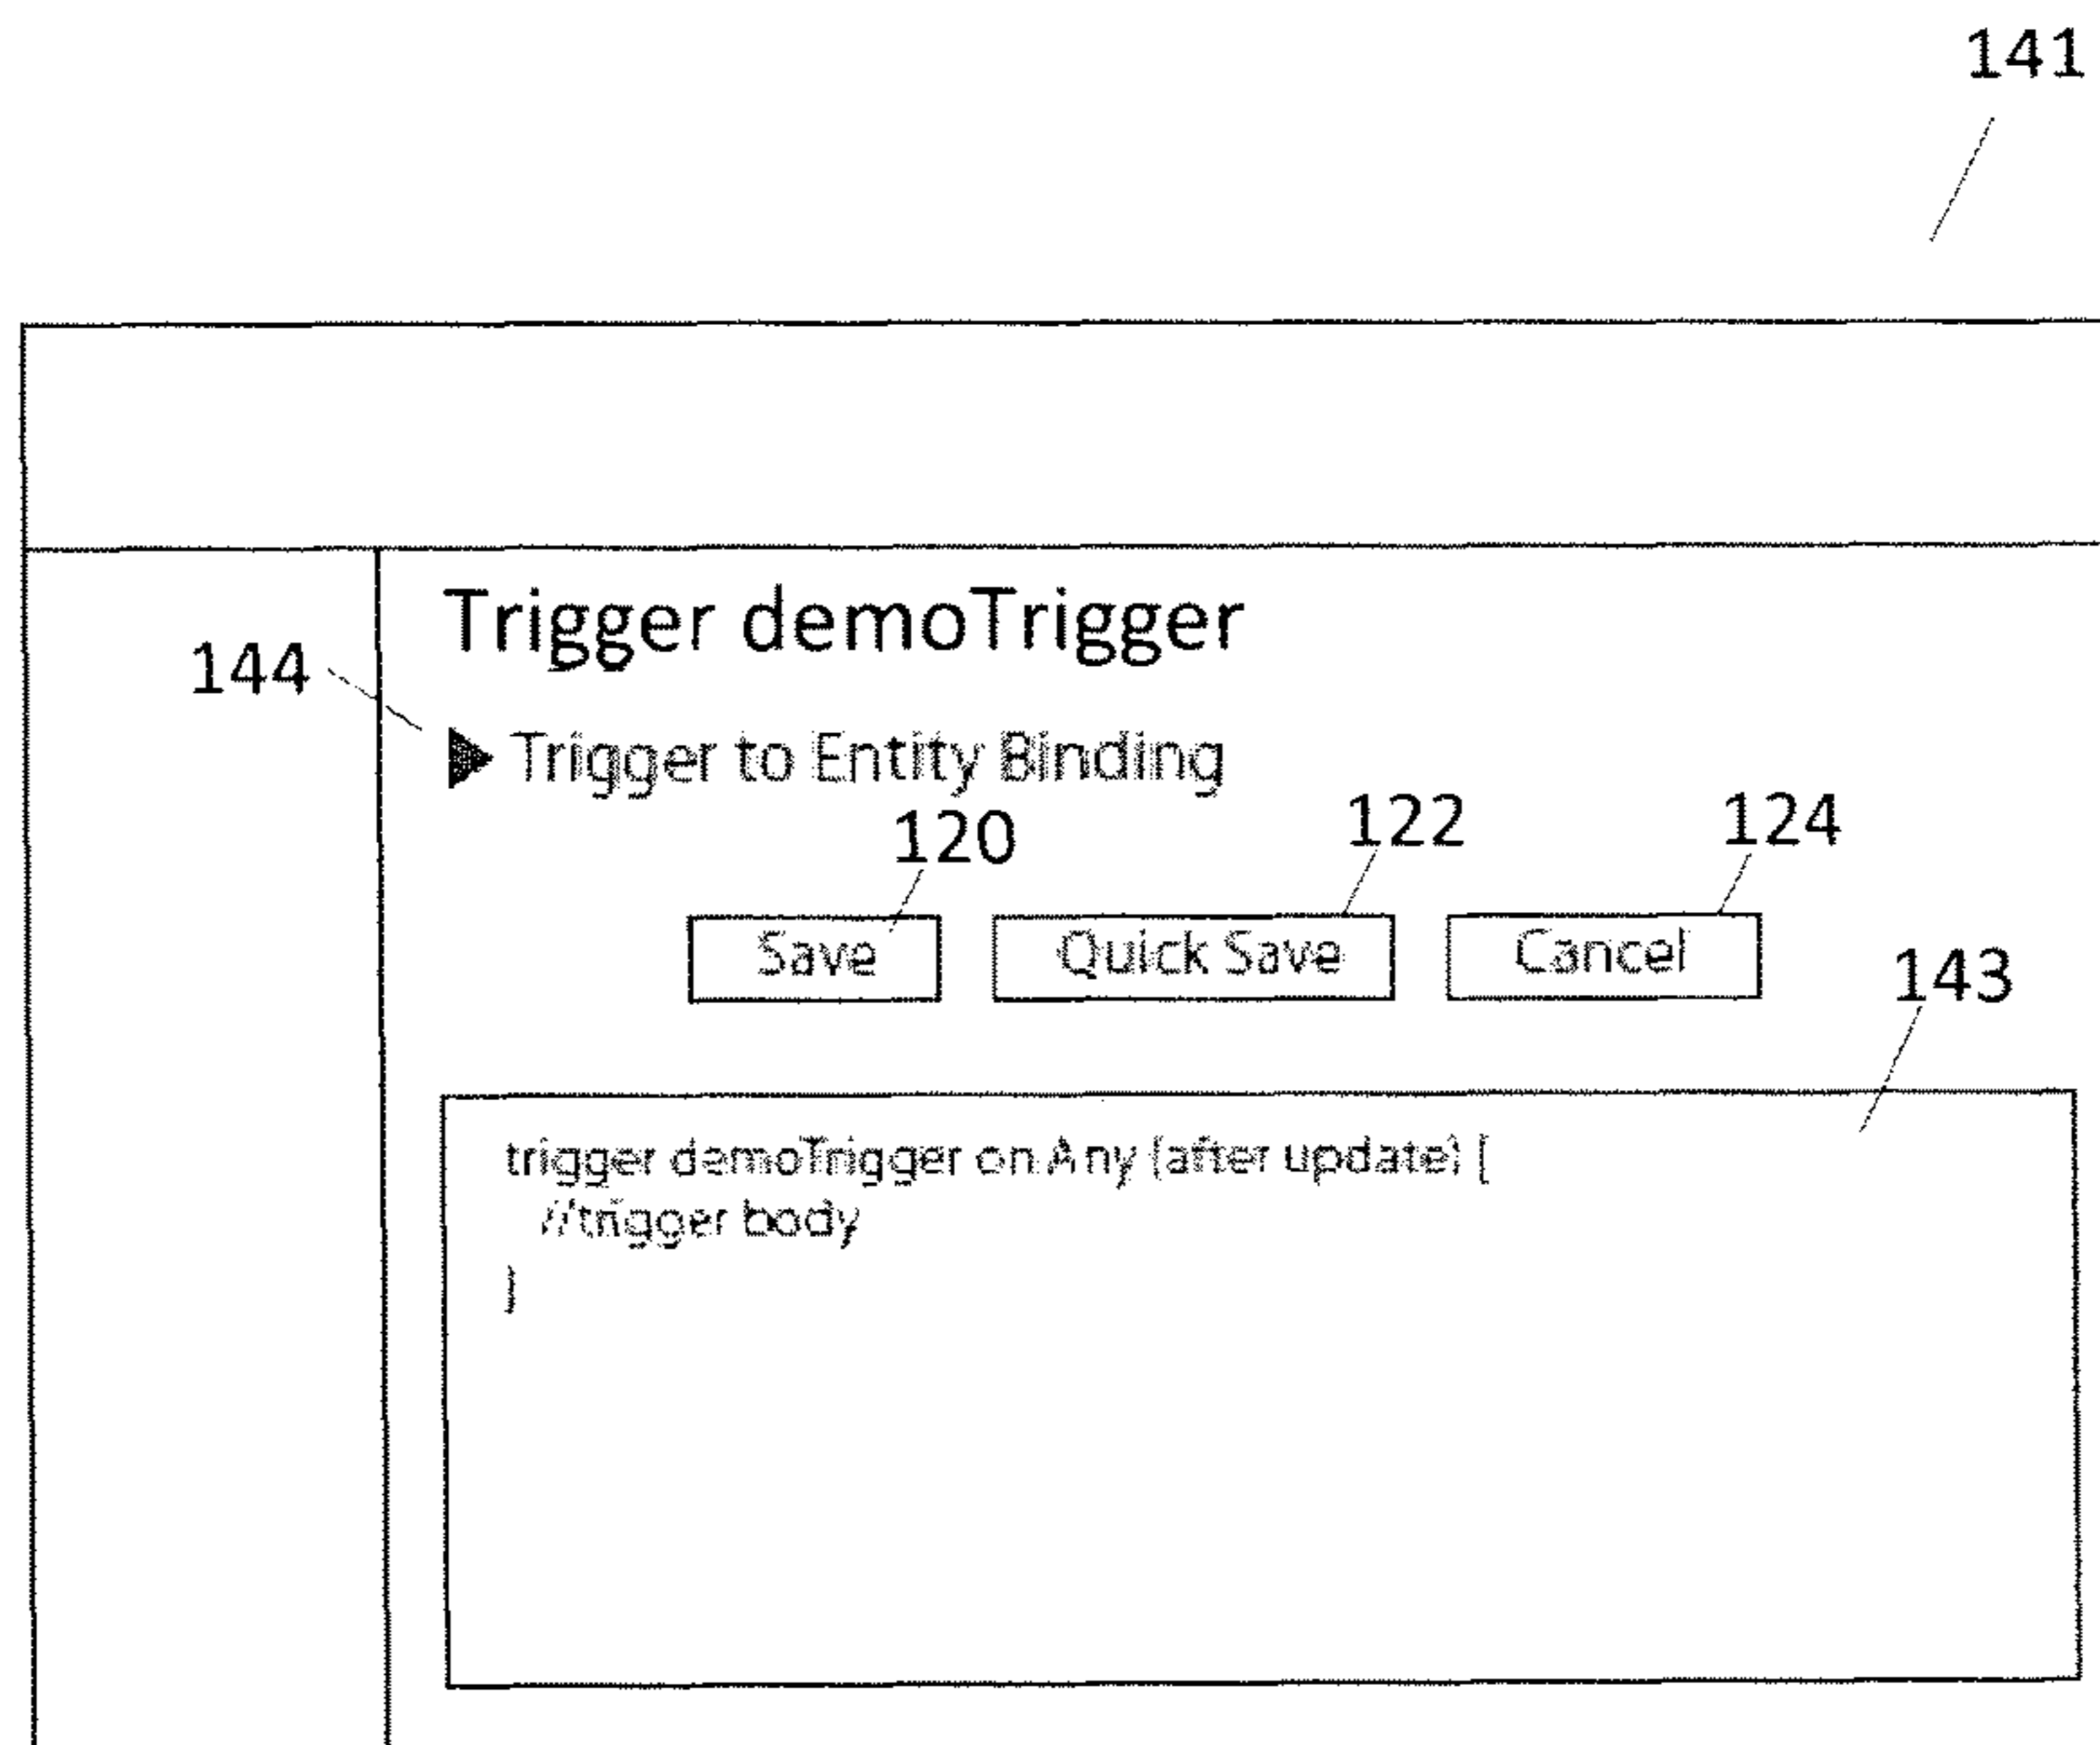 141
Trigger demoTrigger
144
Trigger to Entity Binding
120 122 124
Save Quick Save Cancel
143
trigger demoTrigger on Any (after update) {
//trigger body
}